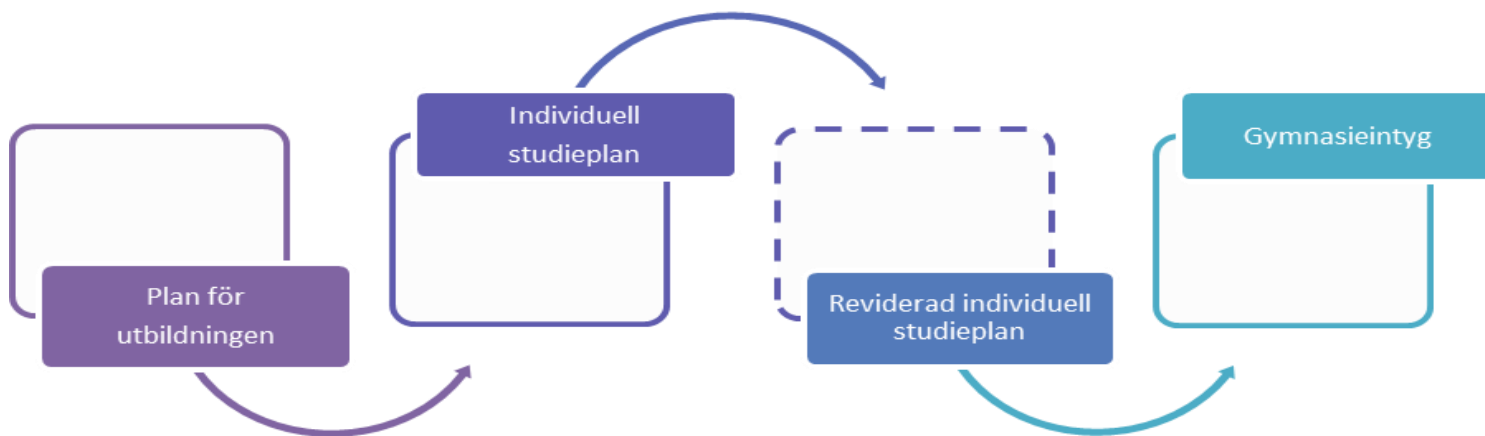 Plan för
utbildningen
Individuell
studieplan
Reviderad individuell
studieplan
Gymnasieintyg